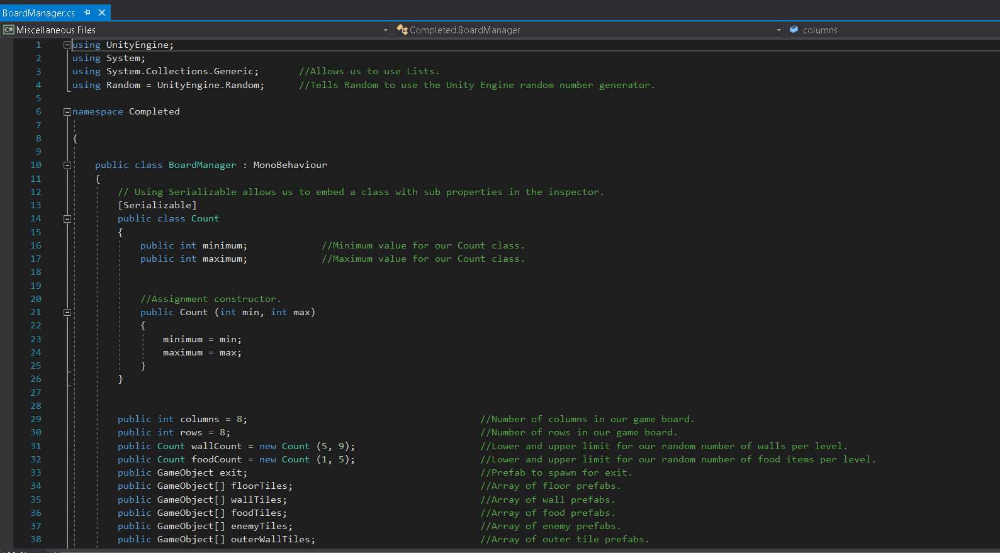 BoardManager.cs
C# Miscellaneous Files Completed.BoardManager columns
1 using UnityEngine;
2 using System;
3 using System.Collections.Generic; //Allows us to use Lists.
4 using Random = UnityEngine.Random; //Tells Random to use the Unity Engine random number generator.
5
6 namespace Completed
7
8 {
9
10 public class BoardManager : MonoBehaviour
11 {
12 // Using Serializable allows us to embed a class with sub properties in the inspector.
13 [Serializable]
14 public class Count
15 {
16 public int minimum; //Minimum value for our Count class.
17 public int maximum; //Maximum value for our Count class.
18
19
20 //Assignment constructor.
21 public Count (int min, int max)
22 {
23 minimum = min;
24 maximum = max;
25 }
26 }
27
28
29 public int columns = 8; //Number of columns in our game board.
30 public int rows = 8; //Number of rows in our game board.
31 public Count wallCount = new Count (5, 9); //Lower and upper limit for our random number of walls per level.
32 public Count foodCount = new Count (1, 5); //Lower and upper limit for our random number of food items per level.
33 public GameObject exit; //Prefab to spawn for exit.
34 public GameObject[] floorTiles; //Array of floor prefabs.
35 public GameObject[] wallTiles; //Array of wall prefabs.
36 public GameObject[] foodTiles; //Array of food prefabs.
37 public GameObject[] enemyTiles; //Array of enemy prefabs.
38 public GameObject[] outerWallTiles; //Array of outer tile prefabs.